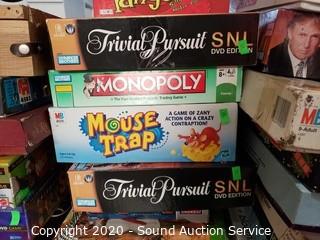 Trivial Pursuit SNL
DVD EDITION
8+
MONOPOLY
MB
MOUSE TRAP
A GAME OF ZANY
ACTION ON A CRAZY
CONTRAPTION!
MB
Trivial Pursuit SNL
DVD EDITION
Copyright 2020 - Sound Auction Service